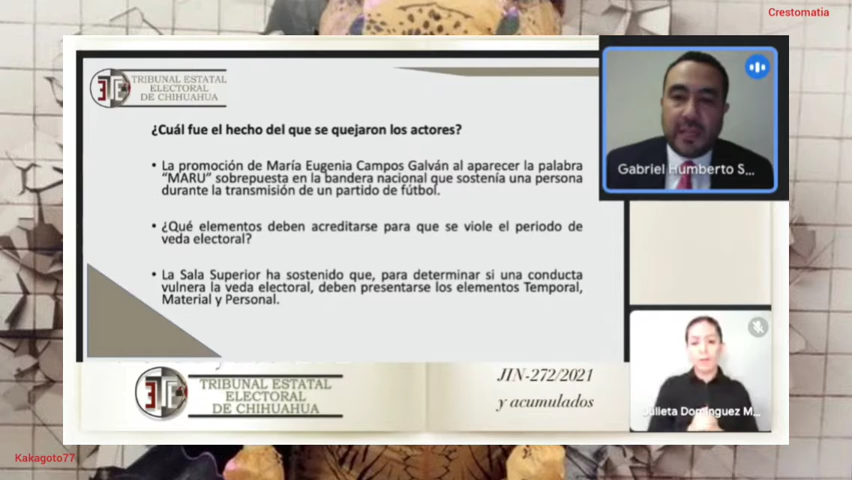 Crestomatia
TRIBUNAL ESTATAL
ELECTORAL
DE CHIHUAHUA
¿Cuál fue el hecho del que se quejaron los actores?
• La promoción de María Eugenia Campos Galván al aparecer la palabra
“MARU” sobrepuesta en la bandera nacional que sostenía una persona
durante la transmisión de un partido de fútbol.
• ¿Qué elementos deben acreditarse para que se viole el periodo de
veda electoral?
• La Sala Superior ha sostenido que, para determinar si una conducta
vulnera la veda electoral, deben presentarse los elementos Temporal,
Material y Personal.
Gabriel Humberto S...
TRIBUNAL ESTATAL
ELECTORAL
DE CHIHUAHUA
JIN-272/2021
y acumulados
Julieta Domínguez M...
Kakagoto77